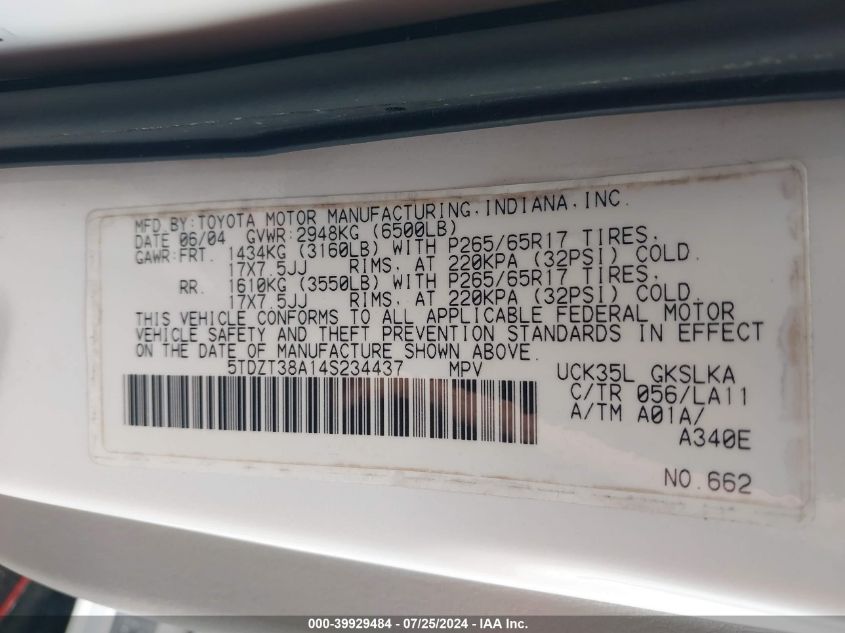 MFD.BY:TOYOTA MOTOR MANUFACTURING,INDIANA,INC.
DATE 06/04 GVWR:2948KG (6500LB)
GAWR:FRT. 1434KG (3160LB) WITH P265/65R17 TIRES,
17X7.5JJ RIMS, AT 220KPA (32PSI) COLD.
RR. 1610KG (3550LB) WITH P265/65R17 TIRES,
17X7.5JJ RIMS, AT 220KPA (32PSI) COLD.
THIS VEHICLE CONFORMS TO ALL APPLICABLE FEDERAL MOTOR
VEHICLE SAFETY AND THEFT PREVENTION STANDARDS IN EFFECT
ON THE DATE OF MANUFACTURE SHOWN ABOVE.
5TDZT38A14S234437 MPV UCK35L GKSLKA
C/TR 056/LA11
A/TM A01A/
A340E
NO.662
000-39929484 - 07/25/2024 - IAA Inc.